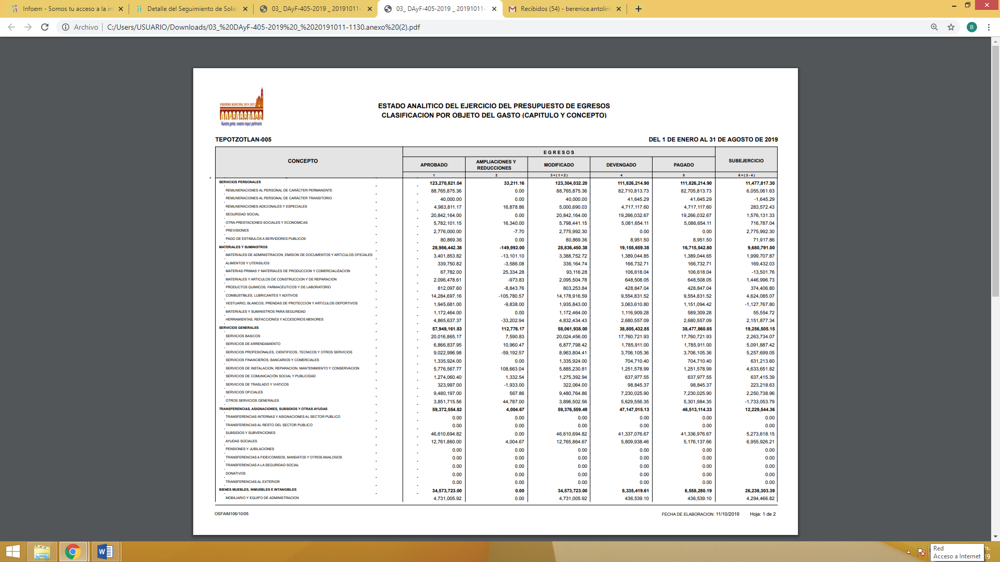 Infoem - Somos tu acceso a la in
Detalle del Seguimiento de Solic
03_ DAyF-405-2019 _ 20191011-
03_ DAyF-405-2019 _ 20191011-
Recibidos (54) - berenice.antolin
Archivo | C:/Users/USUARIO/Downloads/03_%20DAyF-405-2019%20_%2020191011-1130.anexo%20(2).pdf
B
GOBIERNO MUNICIPAL 2019-2021
TEPOTZOTLAN
Nuestra gente, nuestro mayor patrimonio
ESTADO ANALITICO DEL EJERCICIO DEL PRESUPUESTO DE EGRESOS
CLASIFICACION POR OBJETO DEL GASTO (CAPITULO Y CONCEPTO)
TEPOTZOTLAN-005 DEL 1 DE ENERO AL 31 DE AGOSTO DE 2019
CONCEPTO E G R E S O S SUBEJERCICIO
APROBADO AMPLIACIONES Y REDUCCIONES MODIFICADO DEVENGADO PAGADO
1 2 3 = ( 1 + 2 ) 4 5 6 = ( 3 - 4 )
SERVICIOS PERSONALES 123,270,821.04 33,211.16 123,304,032.20 111,826,214.90 111,826,214.90 11,477,817.30
REMUNERACIONES AL PERSONAL DE CARÁCTER PERMANENTE 88,765,875.36 0.00 88,765,875.36 82,710,813.73 82,705,813.73 6,055,061.63
REMUNERACIONES AL PERSONAL DE CARÁCTER TRANSITORIO 40,000.00 0.00 40,000.00 41,645.29 41,645.29 -1,645.29
REMUNERACIONES ADICIONALES Y ESPECIALES 4,983,811.17 16,878.86 5,000,690.03 4,717,117.60 4,717,117.60 283,572.43
SEGURIDAD SOCIAL 20,842,164.00 0.00 20,842,164.00 19,266,032.67 19,266,032.67 1,576,131.33
OTRA PRESTACIONES SOCIALES Y ECONOMICAS 5,782,101.15 16,340.00 5,798,441.15 5,081,654.11 5,086,654.11 716,787.04
PREVISIONES 2,776,000.00 -7.70 2,775,992.30 0.00 0.00 2,775,992.30
PAGO DE ESTIMULOS A SERVIDORES PUBLICOS 80,869.36 0.00 80,869.36 8,951.50 8,951.50 71,917.86
MATERIALES Y SUMINISTROS 28,986,442.38 -149,992.00 28,836,450.38 19,155,659.38 16,715,542.80 9,680,791.00
MATERIALES DE ADMINISTRACION, EMISION DE DOCUMENTOS Y ARTICULOS OFICIALES 3,401,853.82 -13,101.10 3,388,752.72 1,389,044.85 1,389,044.65 1,999,707.87
ALIMENTOS Y UTENSILIOS 339,750.82 -3,586.08 336,164.74 166,732.71 166,732.71 169,432.03
MATERIAS PRIMAS Y MATERIALES DE PRODUCCION Y COMERCIALIZACION 67,782.00 25,334.28 93,116.28 106,618.04 106,618.04 -13,501.76
MATERIALES Y ARTICULOS DE CONSTRUCCION Y DE REPARACION 2,096,478.61 -973.83 2,095,504.78 648,508.05 648,508.05 1,446,996.73
PRODUCTOS QUIMICOS, FARMACEUTICOS Y DE LABORATORIO 812,097.60 -8,843.76 803,253.84 428,847.04 428,847.04 374,406.80
COMBUSTIBLES, LUBRICANTES Y ADITIVOS 14,284,697.16 -105,780.57 14,178,916.59 9,554,831.52 9,554,831.52 4,624,085.07
VESTUARIO, BLANCOS, PRENDAS DE PROTECCION Y ARTICULOS DEPORTIVOS 1,945,681.00 -9,838.00 1,935,843.00 3,063,610.80 1,151,094.42 -1,127,767.80
MATERIALES Y SUMINISTROS PARA SEGURIDAD 1,172,464.00 0.00 1,172,464.00 1,116,909.28 589,309.28 55,554.72
HERRAMIENTAS, REFACCIONES Y ACCESORIOS MENORES 4,865,637.37 -33,202.94 4,832,434.43 2,680,557.09 2,680,557.09 2,151,877.34
SERVICIOS GENERALES 57,949,161.83 112,776.17 58,061,938.00 38,805,432.85 38,477,860.85 19,256,505.15
SERVICIOS BASICOS 20,016,865.17 7,590.83 20,024,456.00 17,760,721.93 17,760,721.93 2,263,734.07
SERVICIOS DE ARRENDAMIENTO 6,866,837.95 10,960.47 6,877,798.42 1,785,911.00 1,785,911.00 5,091,887.42
SERVICIOS PROFESIONALES, CIENTIFICOS, TECNICOS Y OTROS SERVICIOS 9,022,996.98 -59,192.57 8,963,804.41 3,706,105.36 3,706,105.36 5,257,699.05
SERVICIOS FINANCIEROS, BANCARIOS Y COMERCIALES 1,335,924.00 0.00 1,335,924.00 704,710.40 704,710.40 631,213.60
SERVICIOS DE INSTALACION, REPARACION, MANTENIMIENTO Y CONSERVACION 5,776,567.77 108,663.04 5,885,230.81 1,251,578.99 1,251,578.99 4,633,651.82
SERVICIOS DE COMUNICACIÓN SOCIAL Y PUBLICIDAD 1,274,060.40 1,332.54 1,275,392.94 637,977.55 637,977.55 637,415.39
SERVICIOS DE TRASLADO Y VIATICOS 323,997.00 -1,933.00 322,064.00 98,845.37 98,845.37 223,218.63
SERVICIOS OFICIALES 9,480,197.00 567.86 9,480,764.86 7,230,025.90 7,230,025.90 2,250,738.96
OTROS SERVICIOS GENERALES 3,851,715.56 44,787.00 3,896,502.56 5,629,556.35 5,301,984.35 -1,733,053.79
TRANSFERENCIAS, ASIGNACIONES, SUBSIDIOS Y OTRAS AYUDAS 59,372,554.82 4,004.67 59,376,559.49 47,147,015.13 46,513,114.33 12,229,544.36
TRANSFERENCIAS INTERNAS Y ASIGNACIONES AL SECTOR PUBLICO 0.00 0.00 0.00 0.00 0.00 0.00
TRANSFERENCIAS AL RESTO DEL SECTOR PUBLICO 0.00 0.00 0.00 0.00 0.00 0.00
SUBSIDIOS Y SUBVENCIONES 46,610,694.82 0.00 46,610,694.82 41,337,076.67 41,336,976.67 5,273,618.15
AYUDAS SOCIALES 12,761,860.00 4,004.67 12,765,864.67 5,809,938.46 5,176,137.66 6,955,926.21
PENSIONES Y JUBILACIONES 0.00 0.00 0.00 0.00 0.00 0.00
TRANSFERENCIAS A FIDEICOMISOS, MANDATOS Y OTROS ANALOGOS 0.00 0.00 0.00 0.00 0.00 0.00
TRANSFERENCIAS A LA SEGURIDAD SOCIAL 0.00 0.00 0.00 0.00 0.00 0.00
DONATIVOS 0.00 0.00 0.00 0.00 0.00 0.00
TRANSFERENCIAS AL EXTERIOR 0.00 0.00 0.00 0.00 0.00 0.00
BIENES MUEBLES, INMUEBLES E INTANGIBLES 34,573,723.00 0.00 34,573,723.00 8,335,419.61 6,558,280.19 26,238,303.39
MOBILIARIO Y EQUIPO DE ADMINISTRACION 4,731,005.92 0.00 4,731,005.92 436,539.10 436,539.10 4,294,466.82
OSFAIM106/10/05 FECHA DE ELABORACION: 11/10/2019 Hoja: 1 de 2
Red
Acceso a Internet
m.
19